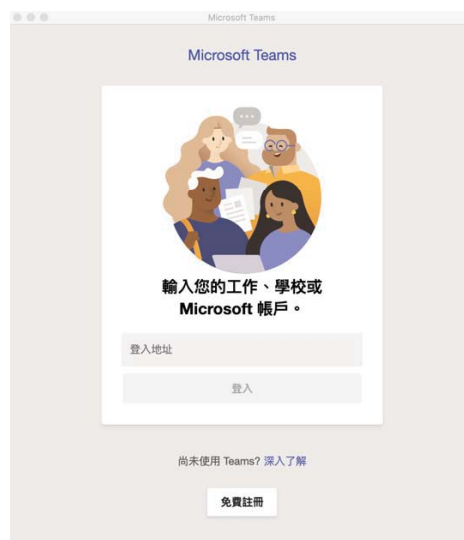 Microsoft Teams
Microsoft Teams
輸入您的工作、學校或
Microsoft 帳戶。
登入地址
登入
尚未使用 Teams? 深入了解
免費註冊